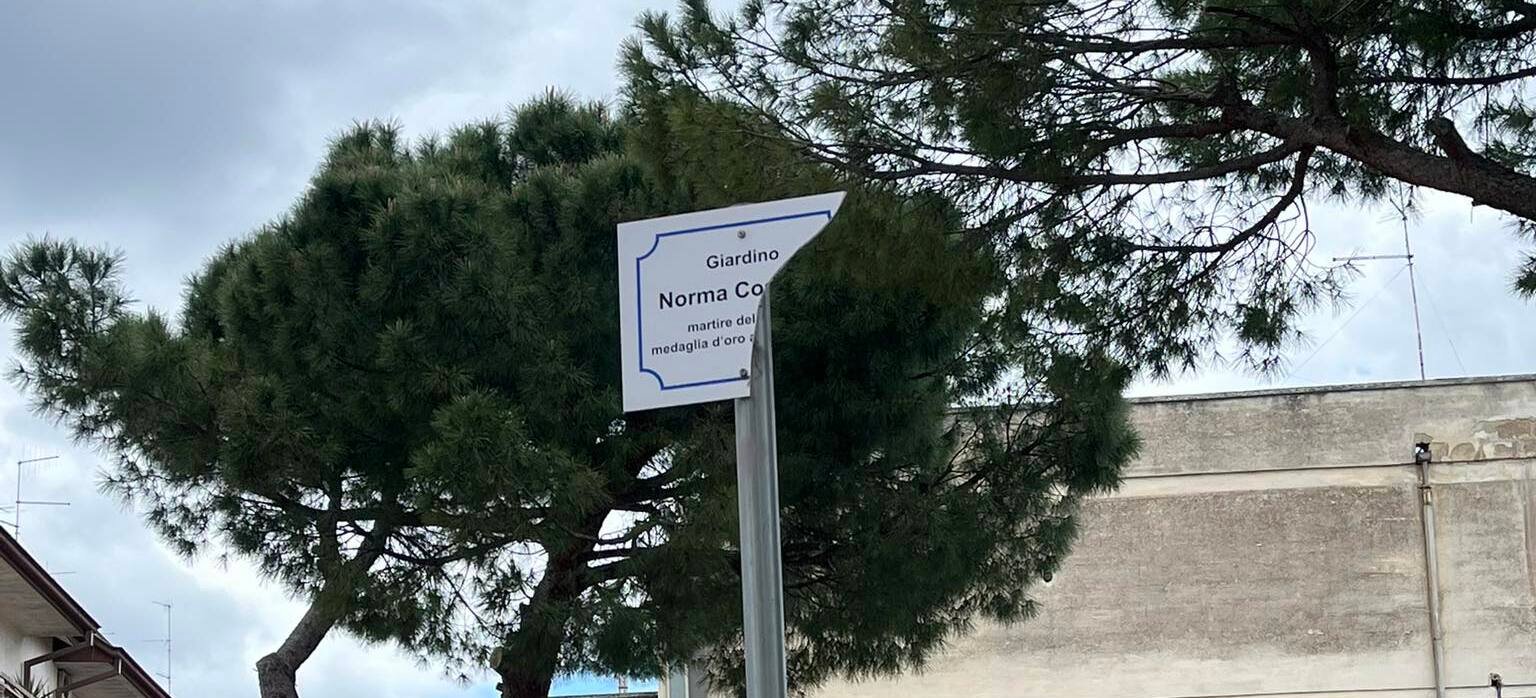 Giardino
Norma Co
martire del
medaglia d'oro a